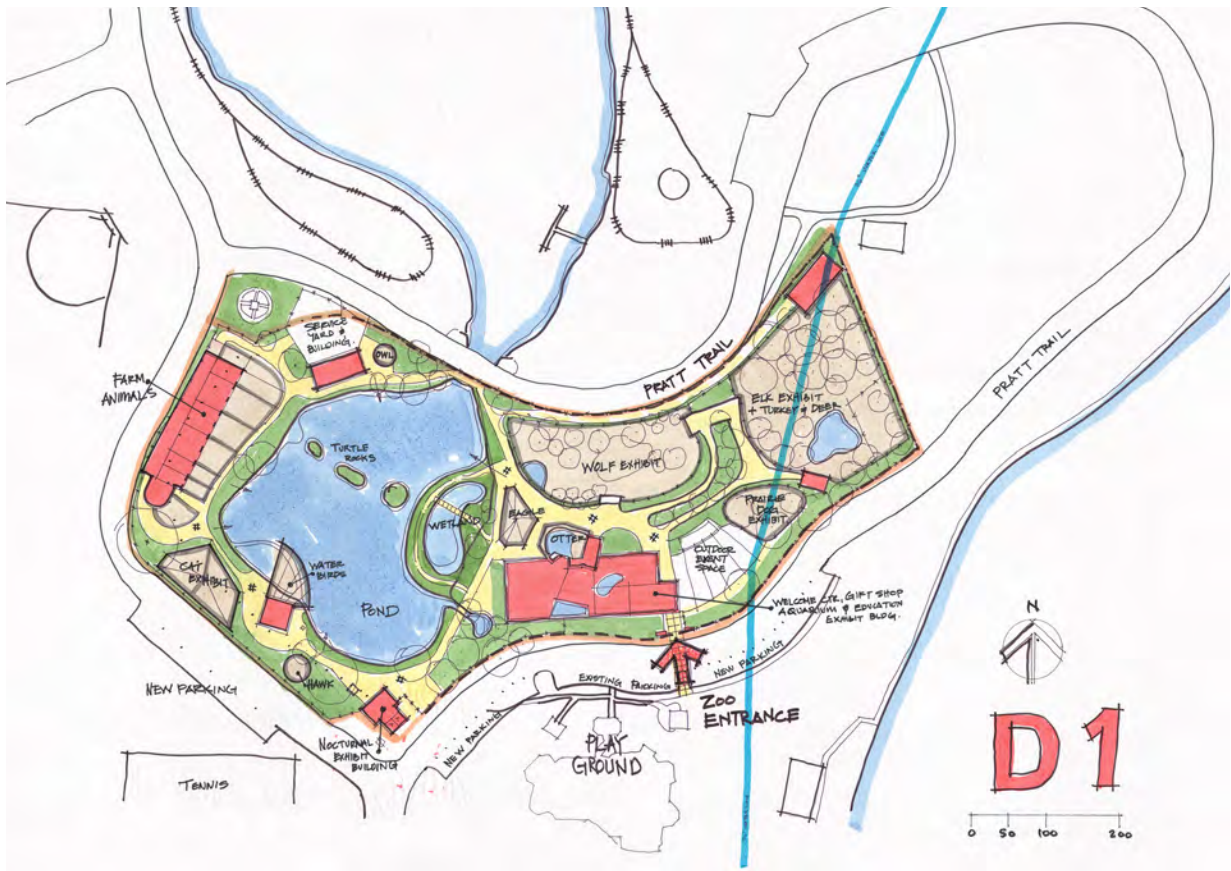 SERVICE
YARD &
BUILDING.
OWL
FARM
ANIMALS
PRATT TRAIL
PRATT TRAIL
ELK EXHIBIT
+ TURKEY & DEER
TURTLE
ROCKS
WOLF EXHIBIT
WETLAND
EAGLE
PRAIRIE
DOG
EXHIBIT
OTTER
OUTDOOR
EVENT
SPACE
CAT
EXHIBIT
WATER
BIRDS
POND
WELCOME CTR, GIFT SHOP
AQUARIUM & EDUCATION
EXHIBIT BLDG.
N
HAWK
NEW PARKING
EXISTING PARKING
NEW PARKING
ZOO
ENTRANCE
NEW PARKING
NOCTURNAL
EXHIBIT
BUILDING
PLAY
GROUND
TENNIS
D1
0 50 100 200